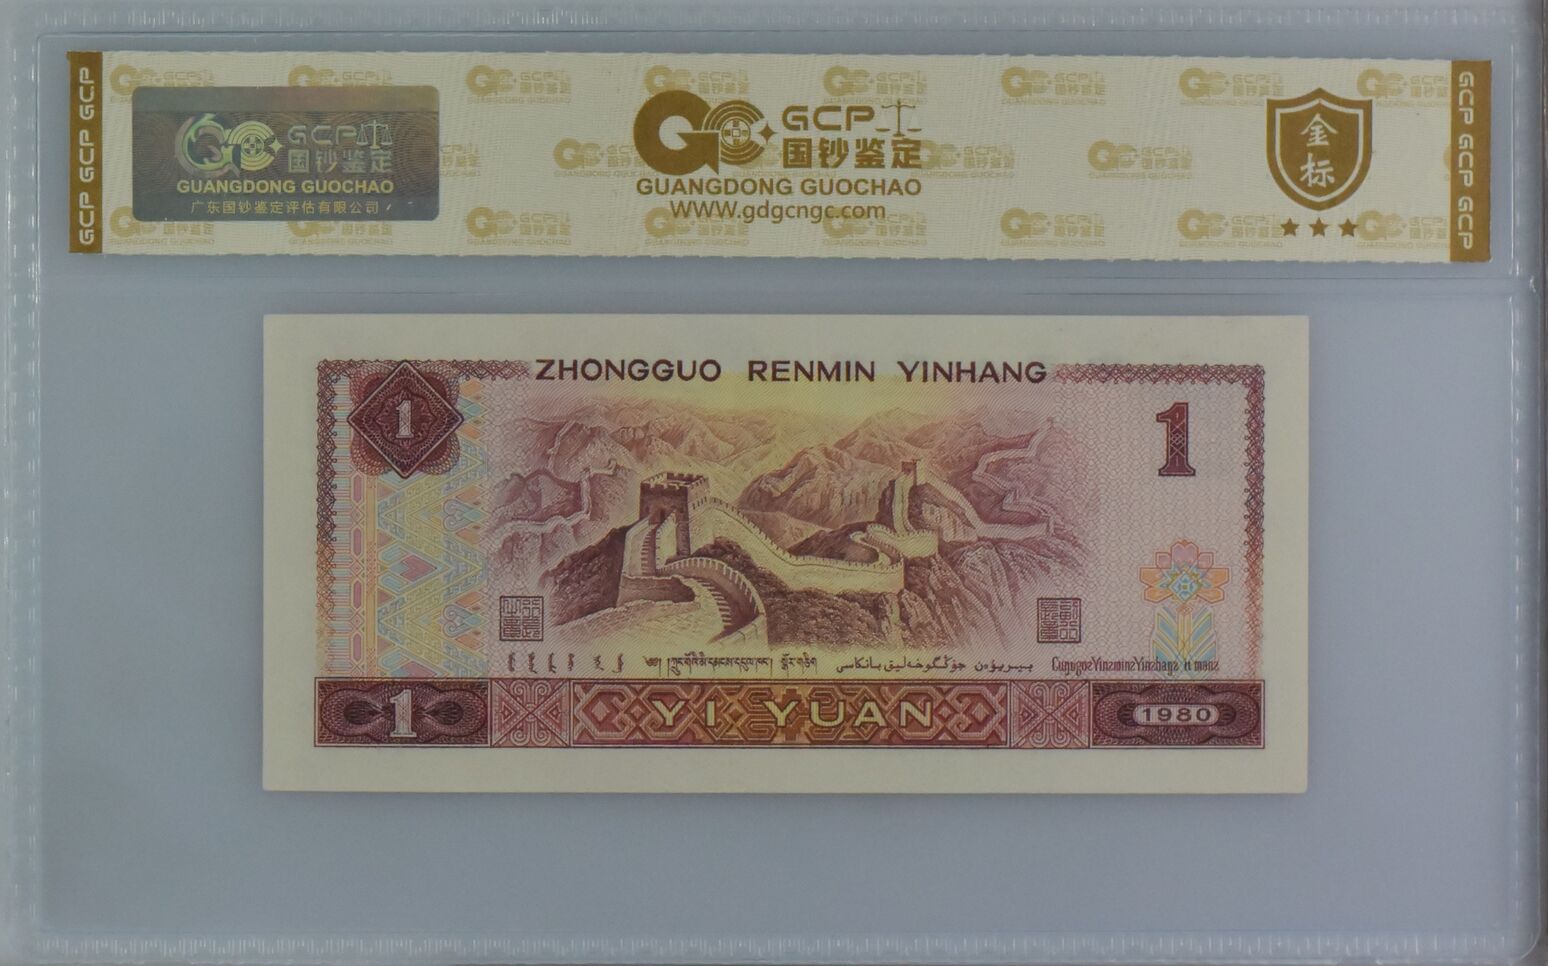 GCP GCP GCP
GCP
国钞鉴定
GUANGDONG GUOCHAO
广东国钞鉴定评估有限公司
GCP
国钞鉴定
GUANGDONG GUOCHAO
WWW.gdgcngc.com
金标
GCP GCP GCP
ZHONGGUO RENMIN YINHANG
1
1
1
YI YUAN
1980